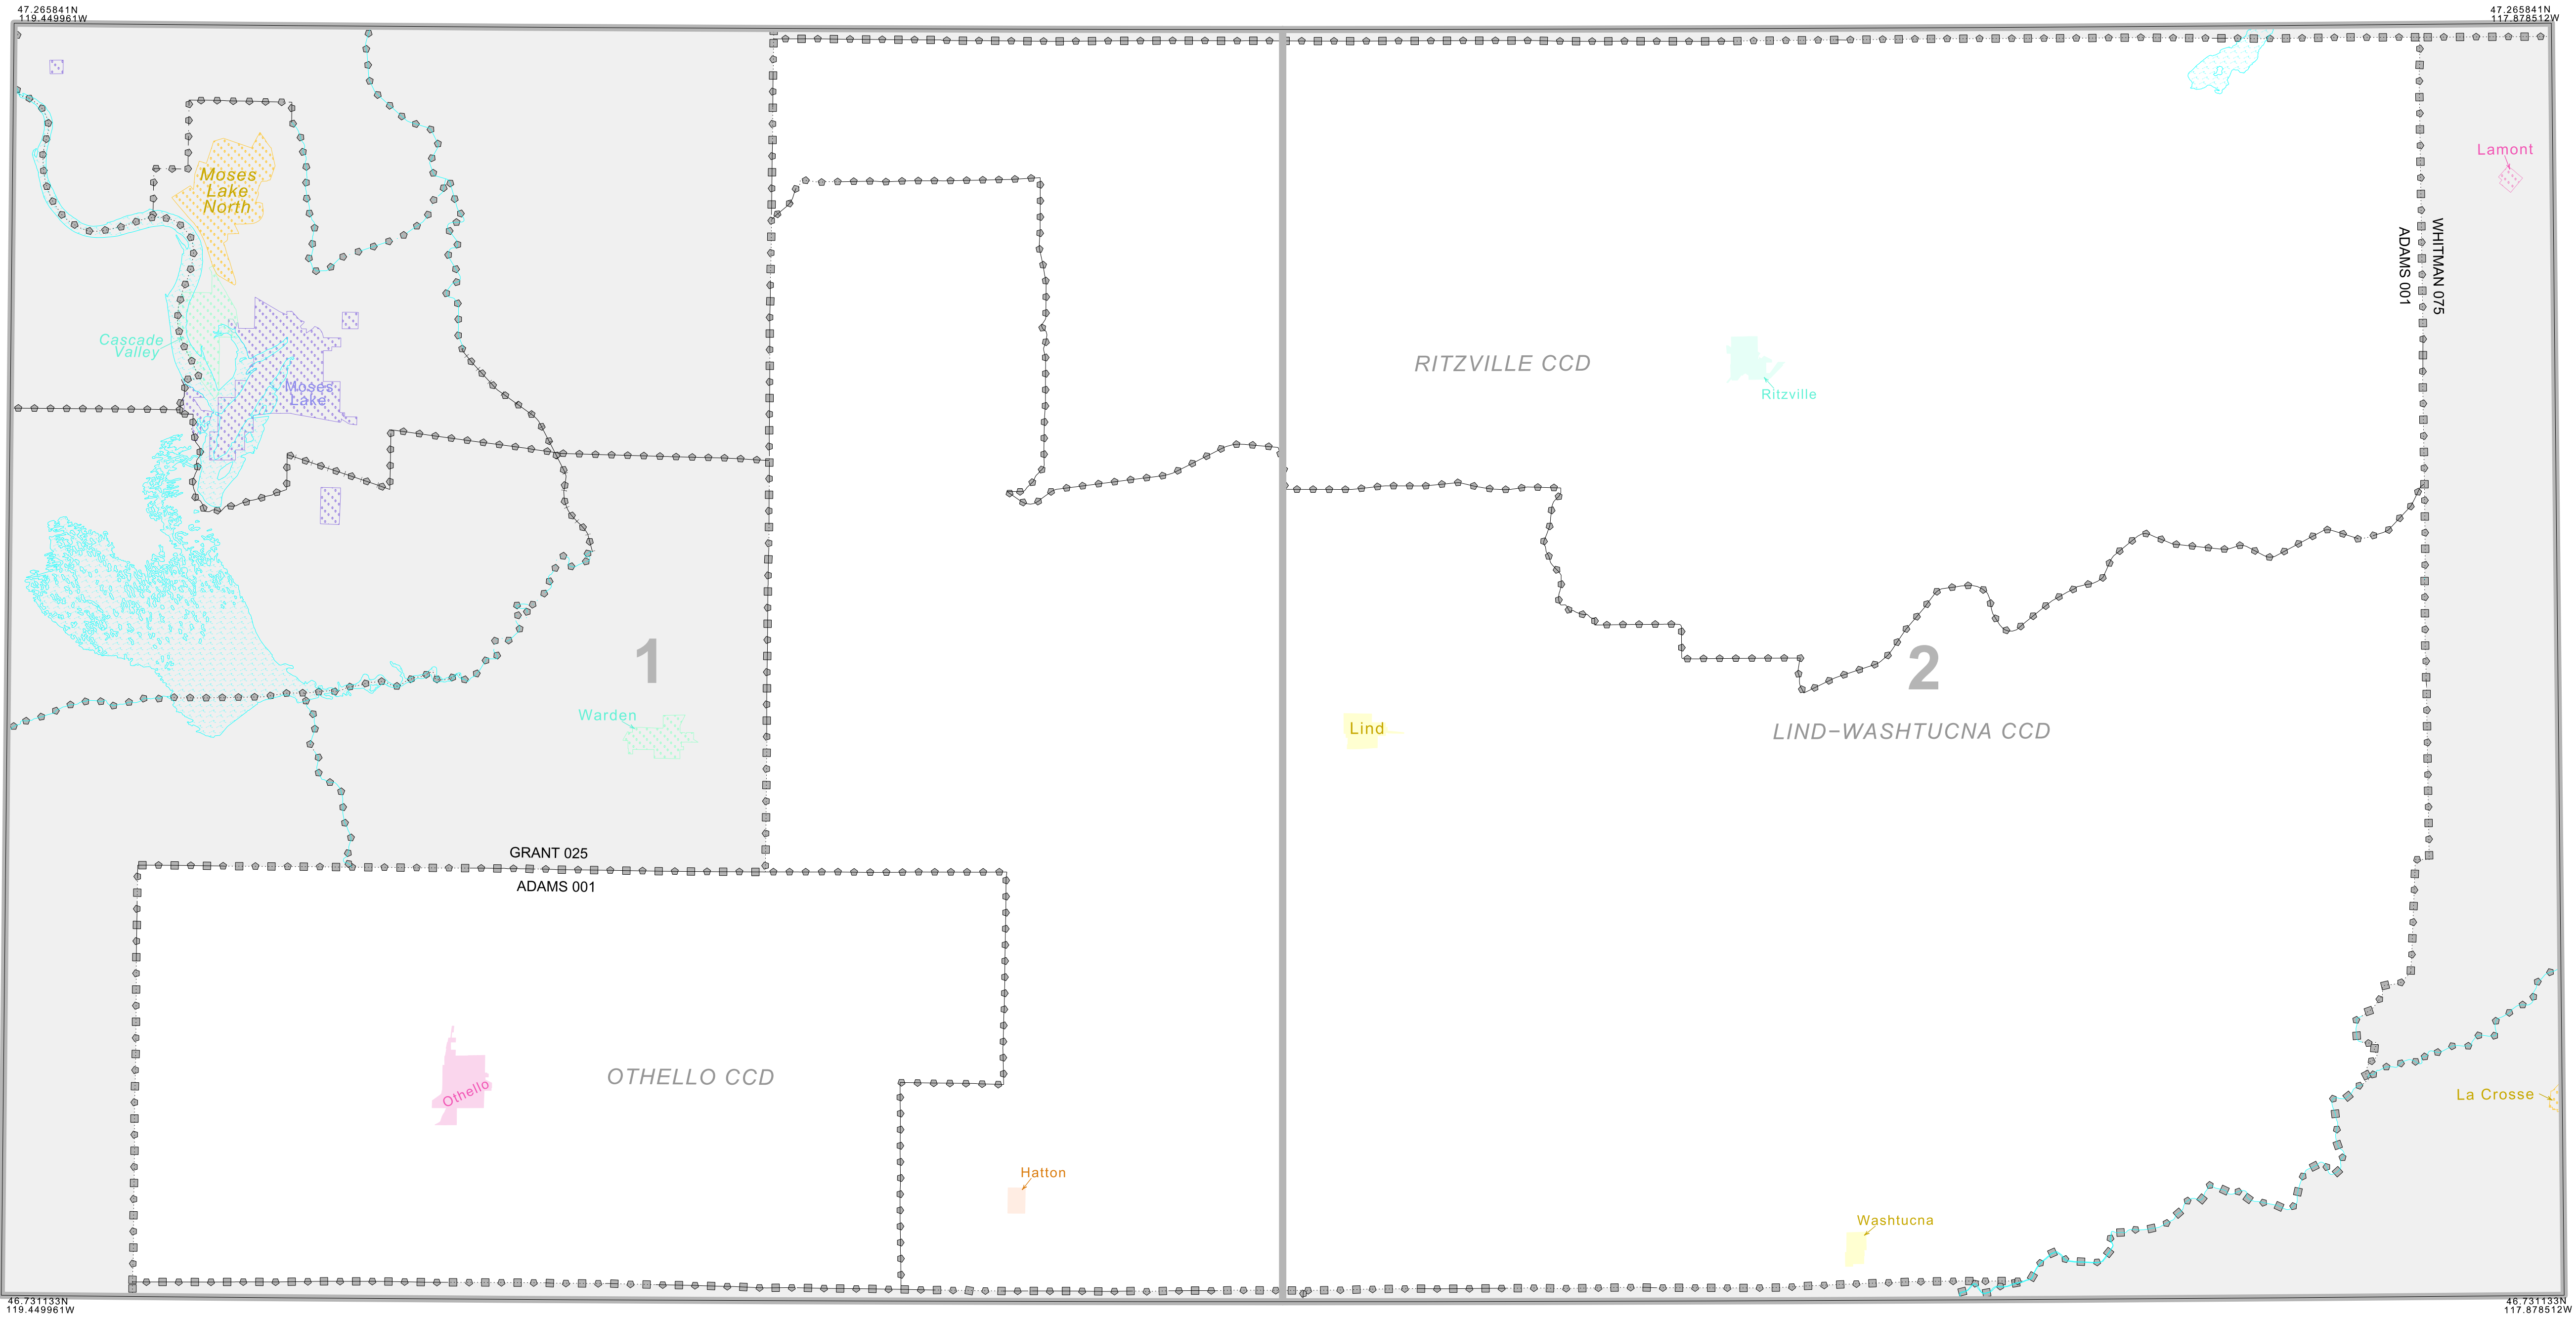 47.265841N
119.449961W
47.265841N
117.878512W
Lamont
Moses
Lake
North
WHITMAN 075
ADAMS 001
Cascade
Valley
RITZVILLE CCD
Moses
Lake
Ritzville
1
2
Warden
Lind
LIND−WASHTUCNA CCD
GRANT 025
ADAMS 001
OTHELLO CCD
Othello
La Crosse
Hatton
Washtucna
46.731133N
119.449961W
46.731133N
117.878512W